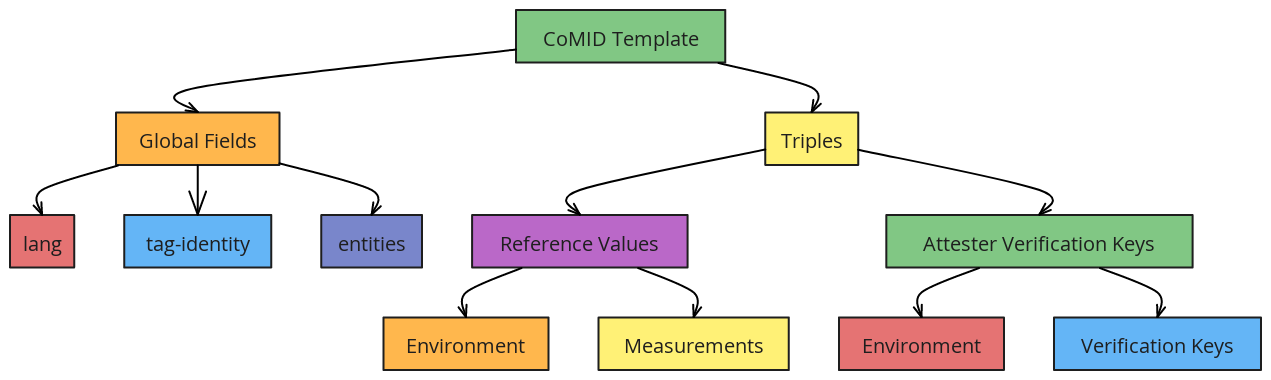 CoMID Template
Global Fields
Triples
lang
tag-identity
entities
Reference Values
Attester Verification Keys
Environment
Measurements
Environment
Verification Keys